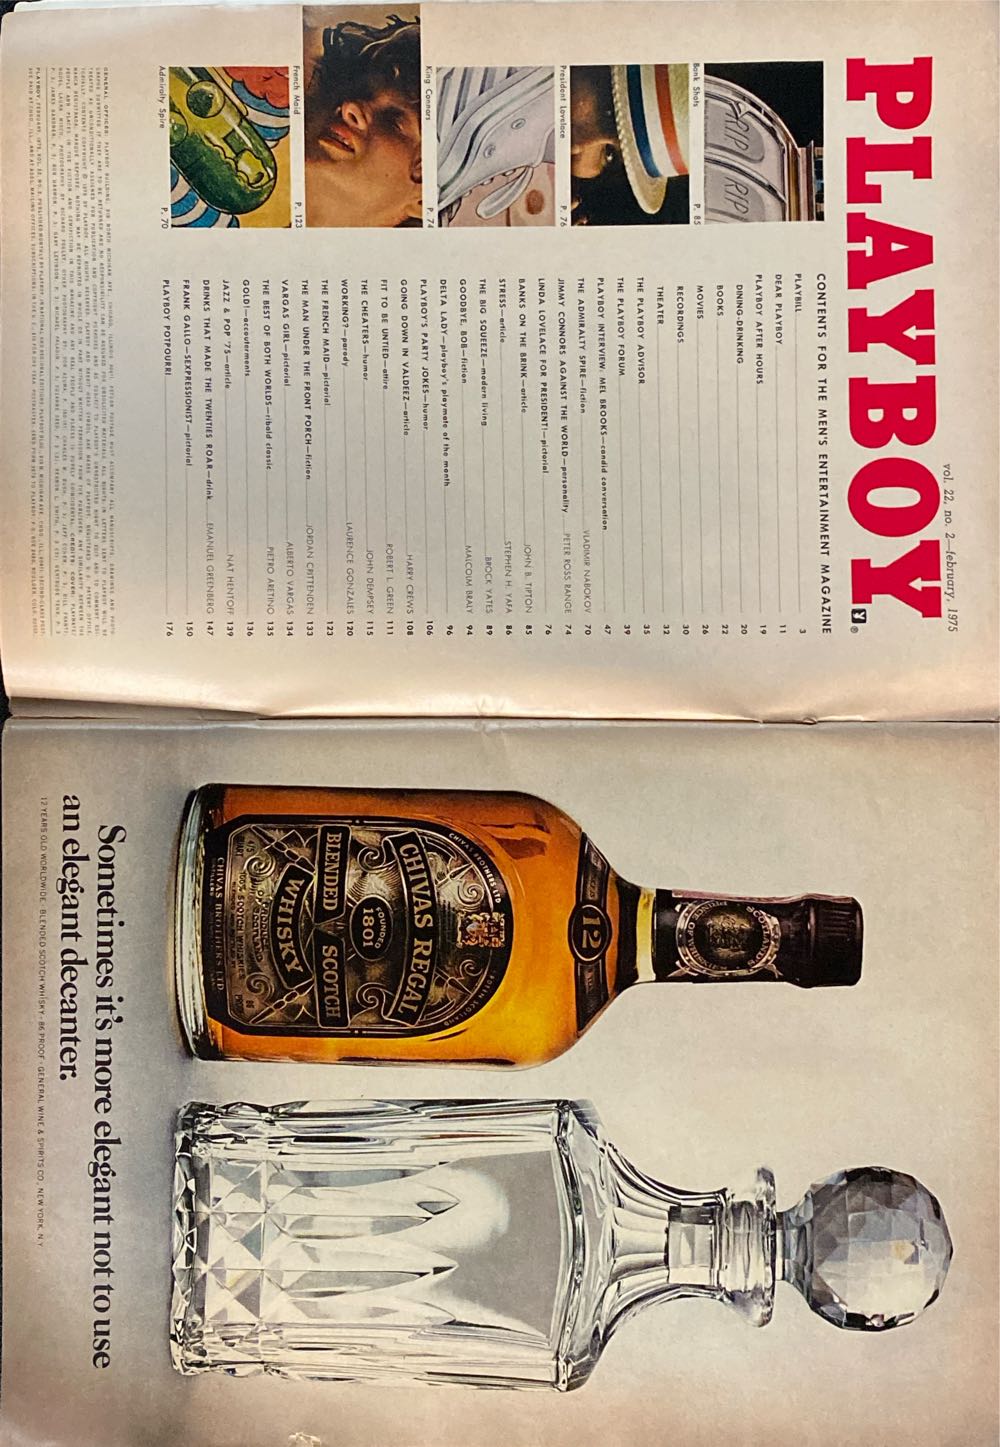 vol. 22, no. 2—february, 1975
PLAYBOY
®
CONTENTS FOR THE MEN'S ENTERTAINMENT MAGAZINE
PLAYBILL 3
DEAR PLAYBOY 11
PLAYBOY AFTER HOURS 19
DINING-DRINKING 20
BOOKS 22
MOVIES 26
RECORDINGS 30
THEATER 32
THE PLAYBOY ADVISOR 35
THE PLAYBOY FORUM 39
PLAYBOY INTERVIEW: MEL BROOKS—candid conversation 47
THE ADMIRALTY SPIRE—fiction VLADIMIR NABOKOV 70
JIMMY CONNORS AGAINST THE WORLD—personality PETER ROSS RANGE 74
LINDA LOVELACE FOR PRESIDENT!—pictorial 76
BANKS ON THE BRINK—article JOHN B. TIPTON 85
STRESS—article STEPHEN H. YAFA 86
THE BIG SQUEEZE—modern living BROCK YATES 89
GOODBYE, BOB—fiction MALCOLM BRALY 94
DELTA LADY—playboy's playmate of the month 96
PLAYBOY'S PARTY JOKES—humor 106
GOING DOWN IN VALDEEZ—article HARRY CREWS 108
FIT TO BE UNTIED—attire ROBERT L. GREEN 111
THE CHEATERS—humor JOHN DEMPSEY 115
WORKING?—parody LAURENCE GONZALES 120
THE FRENCH MAID—pictorial 123
THE MAN UNDER THE FRONT PORCH—fiction JORDAN CRITTENDEN 133
VARGAS GIRL—pictorial ALBERTO VARGAS 134
THE BEST OF BOTH WORLDS—ribald classic PIETRO ARETINO 135
GOLD!—accouterments 136
JAZZ & POP '75—article NAT HENTOFF 139
DRINKS THAT MADE THE TWENTIES ROAR—drink EMANUEL GREENBERG 147
FRANK GALLO—SEXPRESSIONIST—pictorial 150
PLAYBOY POTPOURRI 176
RIP
RIP
Bank Shots P. 85
President Lovelace P. 76
King Connors P. 74
French Maid P. 123
Admiralty Spire P. 70
SCOTLAND'S
PRINCE OF WHISKIES
12
CHIVAS BROTHERS LTD
CHIVAS REGAL
FOUNDED
1801
BLENDED SCOTCH
WHISKY
CHIVAS BROTHERS LTD.
Sometimes it's more elegant not to use
an elegant decanter.
12 YEARS OLD WORLDWIDE · BLENDED SCOTCH WHISKY · 86 PROOF · GENERAL WINE & SPIRITS CO., NEW YORK, N.Y.